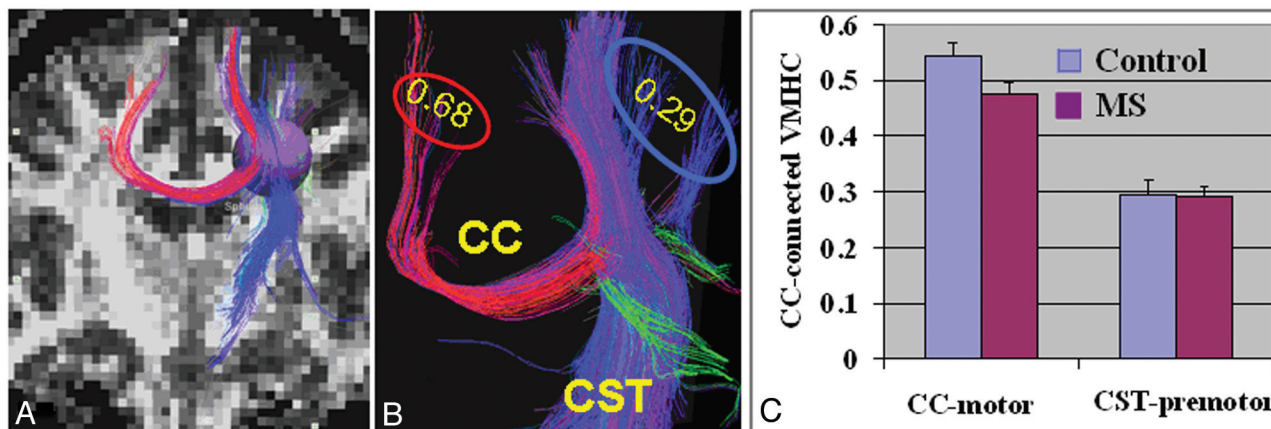 Sp
A
0.68
0.29
CC
CST
B
CC-connected VMHC
0.6
0.5
0.4
0.3
0.2
0.1
0
Control
MS
CC-motor
CST-premotor
C